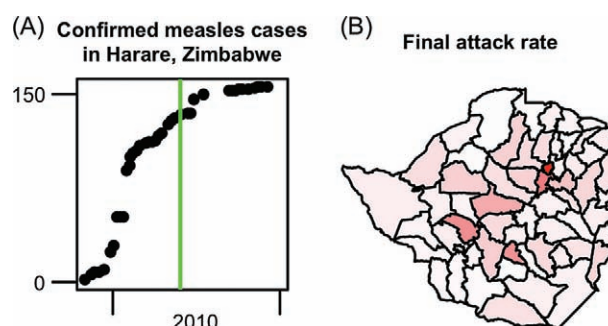 (A) Confirmed measles cases
in Harare, Zimbabwe
150
0
2010
(B) Final attack rate